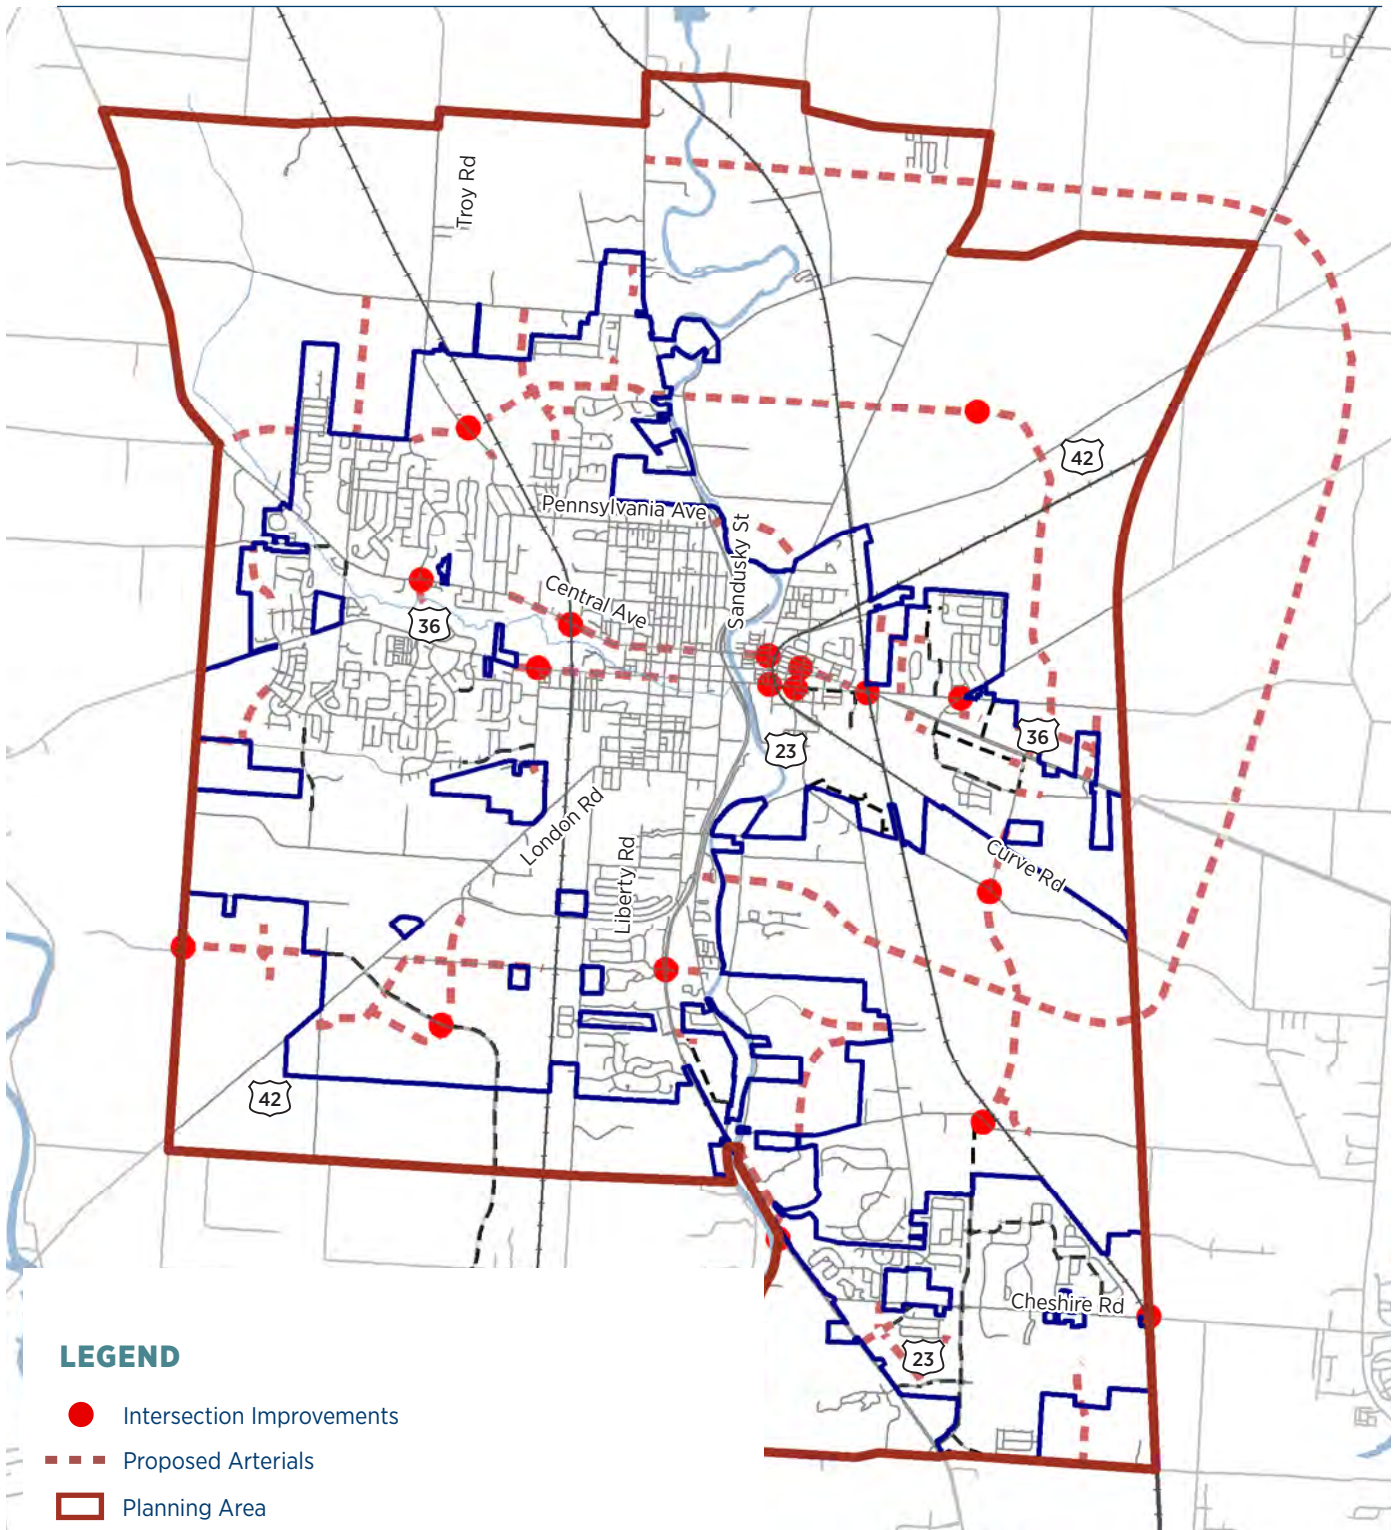 Troy Rd
42
Pennsylvania Ave
Sandusky St
Central Ave
36
36
23
London Rd
Curve Rd
Liberty Rd
42
Cheshire Rd
23
LEGEND
Intersection Improvements
Proposed Arterials
Planning Area